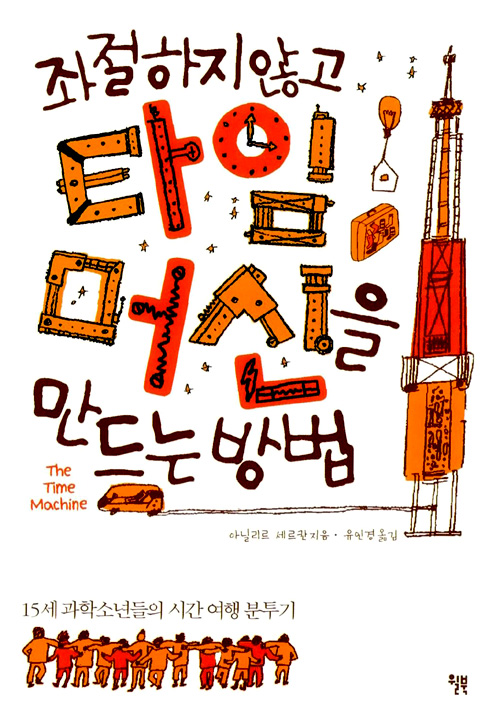 좌절하지 않고
타임
머신을
만드는 방법
The
Time
Machine
아닐리르 세르칸 지음 · 유인경 옮김
15세 과학소년들의 시간 여행 분투기
월북